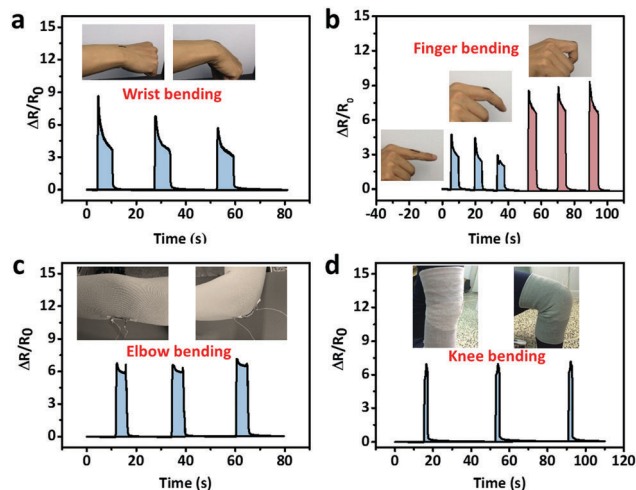 a
15
12
9
6
3
0
ΔR/R0
Wrist bending
0 20 40 60 80
Time (s)
b
15
12
9
6
3
0
ΔR/R0
Finger bending
-40 -20 0 20 40 60 80 100
Time (s)
c
15
12
9
6
3
0
ΔR/R0
Elbow bending
0 20 40 60 80
Time (s)
d
15
12
9
6
3
0
ΔR/R0
Knee bending
0 20 40 60 80 100 120
Time (s)